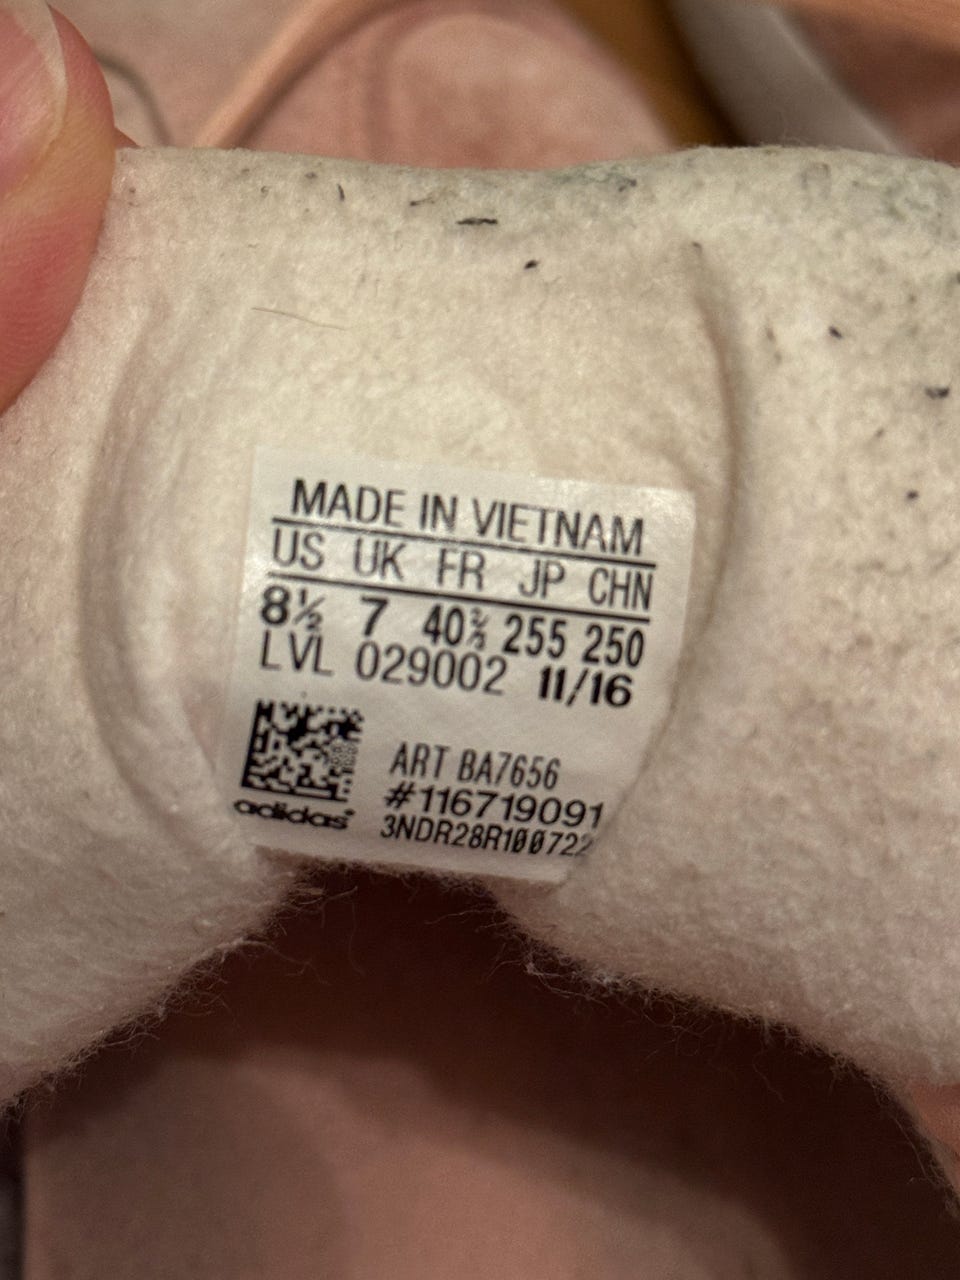 MADE IN VIETNAM
US UK FR JP CHN
8½ 7 40⅔ 255 250
LVL 029002 11/16
ART BA7656
#116719091
adidas
3NDR28R100722